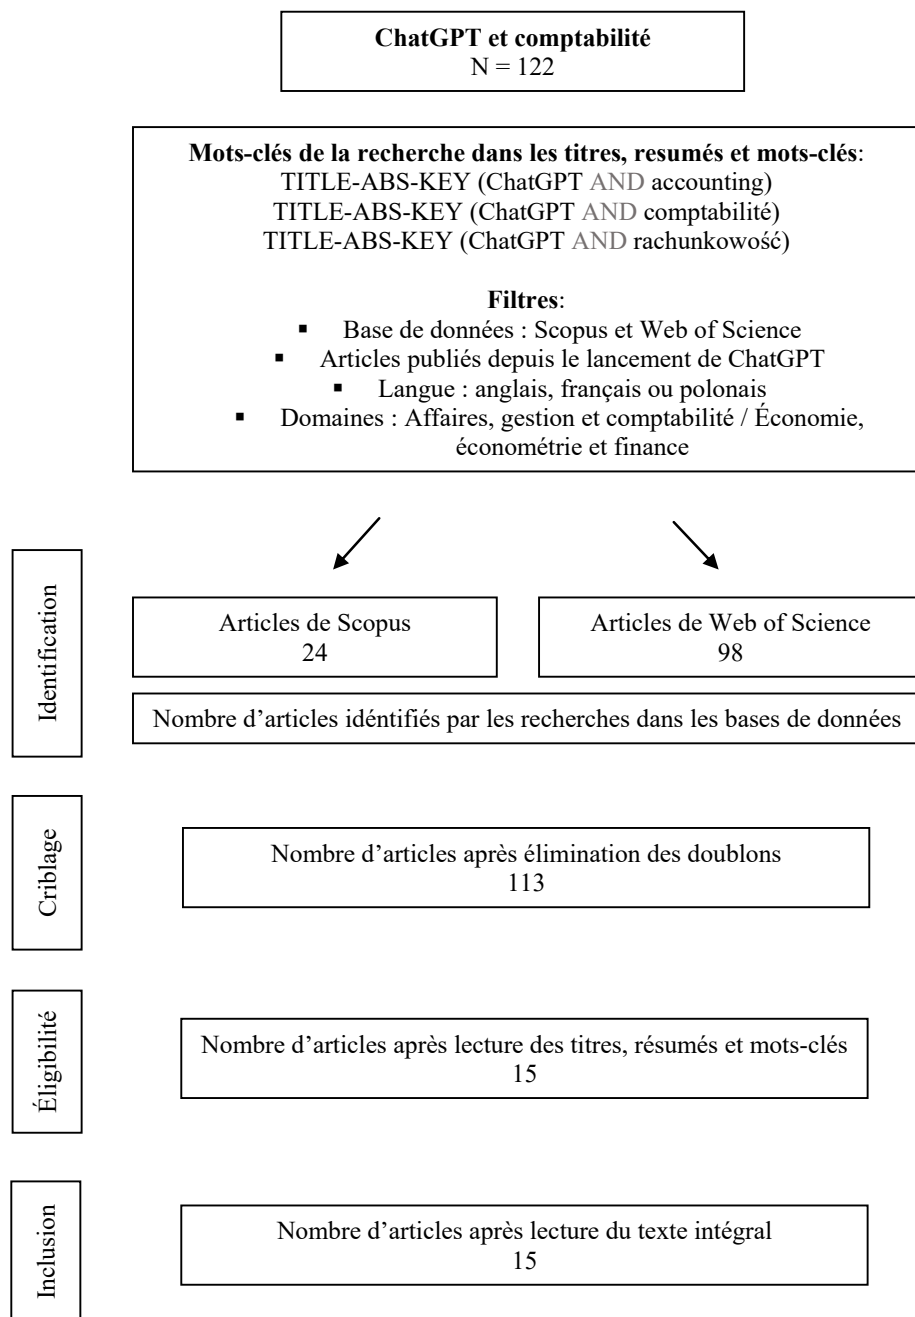 ChatGPT et comptabilité
N = 122
Mots-clés de la recherche dans les titres, resumés et mots-clés:
TITLE-ABS-KEY (ChatGPT AND accounting)
TITLE-ABS-KEY (ChatGPT AND comptabilité)
TITLE-ABS-KEY (ChatGPT AND rachunkowość)
Filtres:
▪ Base de données : Scopus et Web of Science
▪ Articles publiés depuis le lancement de ChatGPT
▪ Langue : anglais, français ou polonais
▪ Domaines : Affaires, gestion et comptabilité / Économie,
économétrie et finance
Identification
Articles de Scopus
24
Articles de Web of Science
98
Nombre d’articles idéntifiés par les recherches dans les bases de données
Criblage
Nombre d’articles après élimination des doublons
113
Éligibilité
Nombre d’articles après lecture des titres, résumés et mots-clés
15
Inclusion
Nombre d’articles après lecture du texte intégral
15